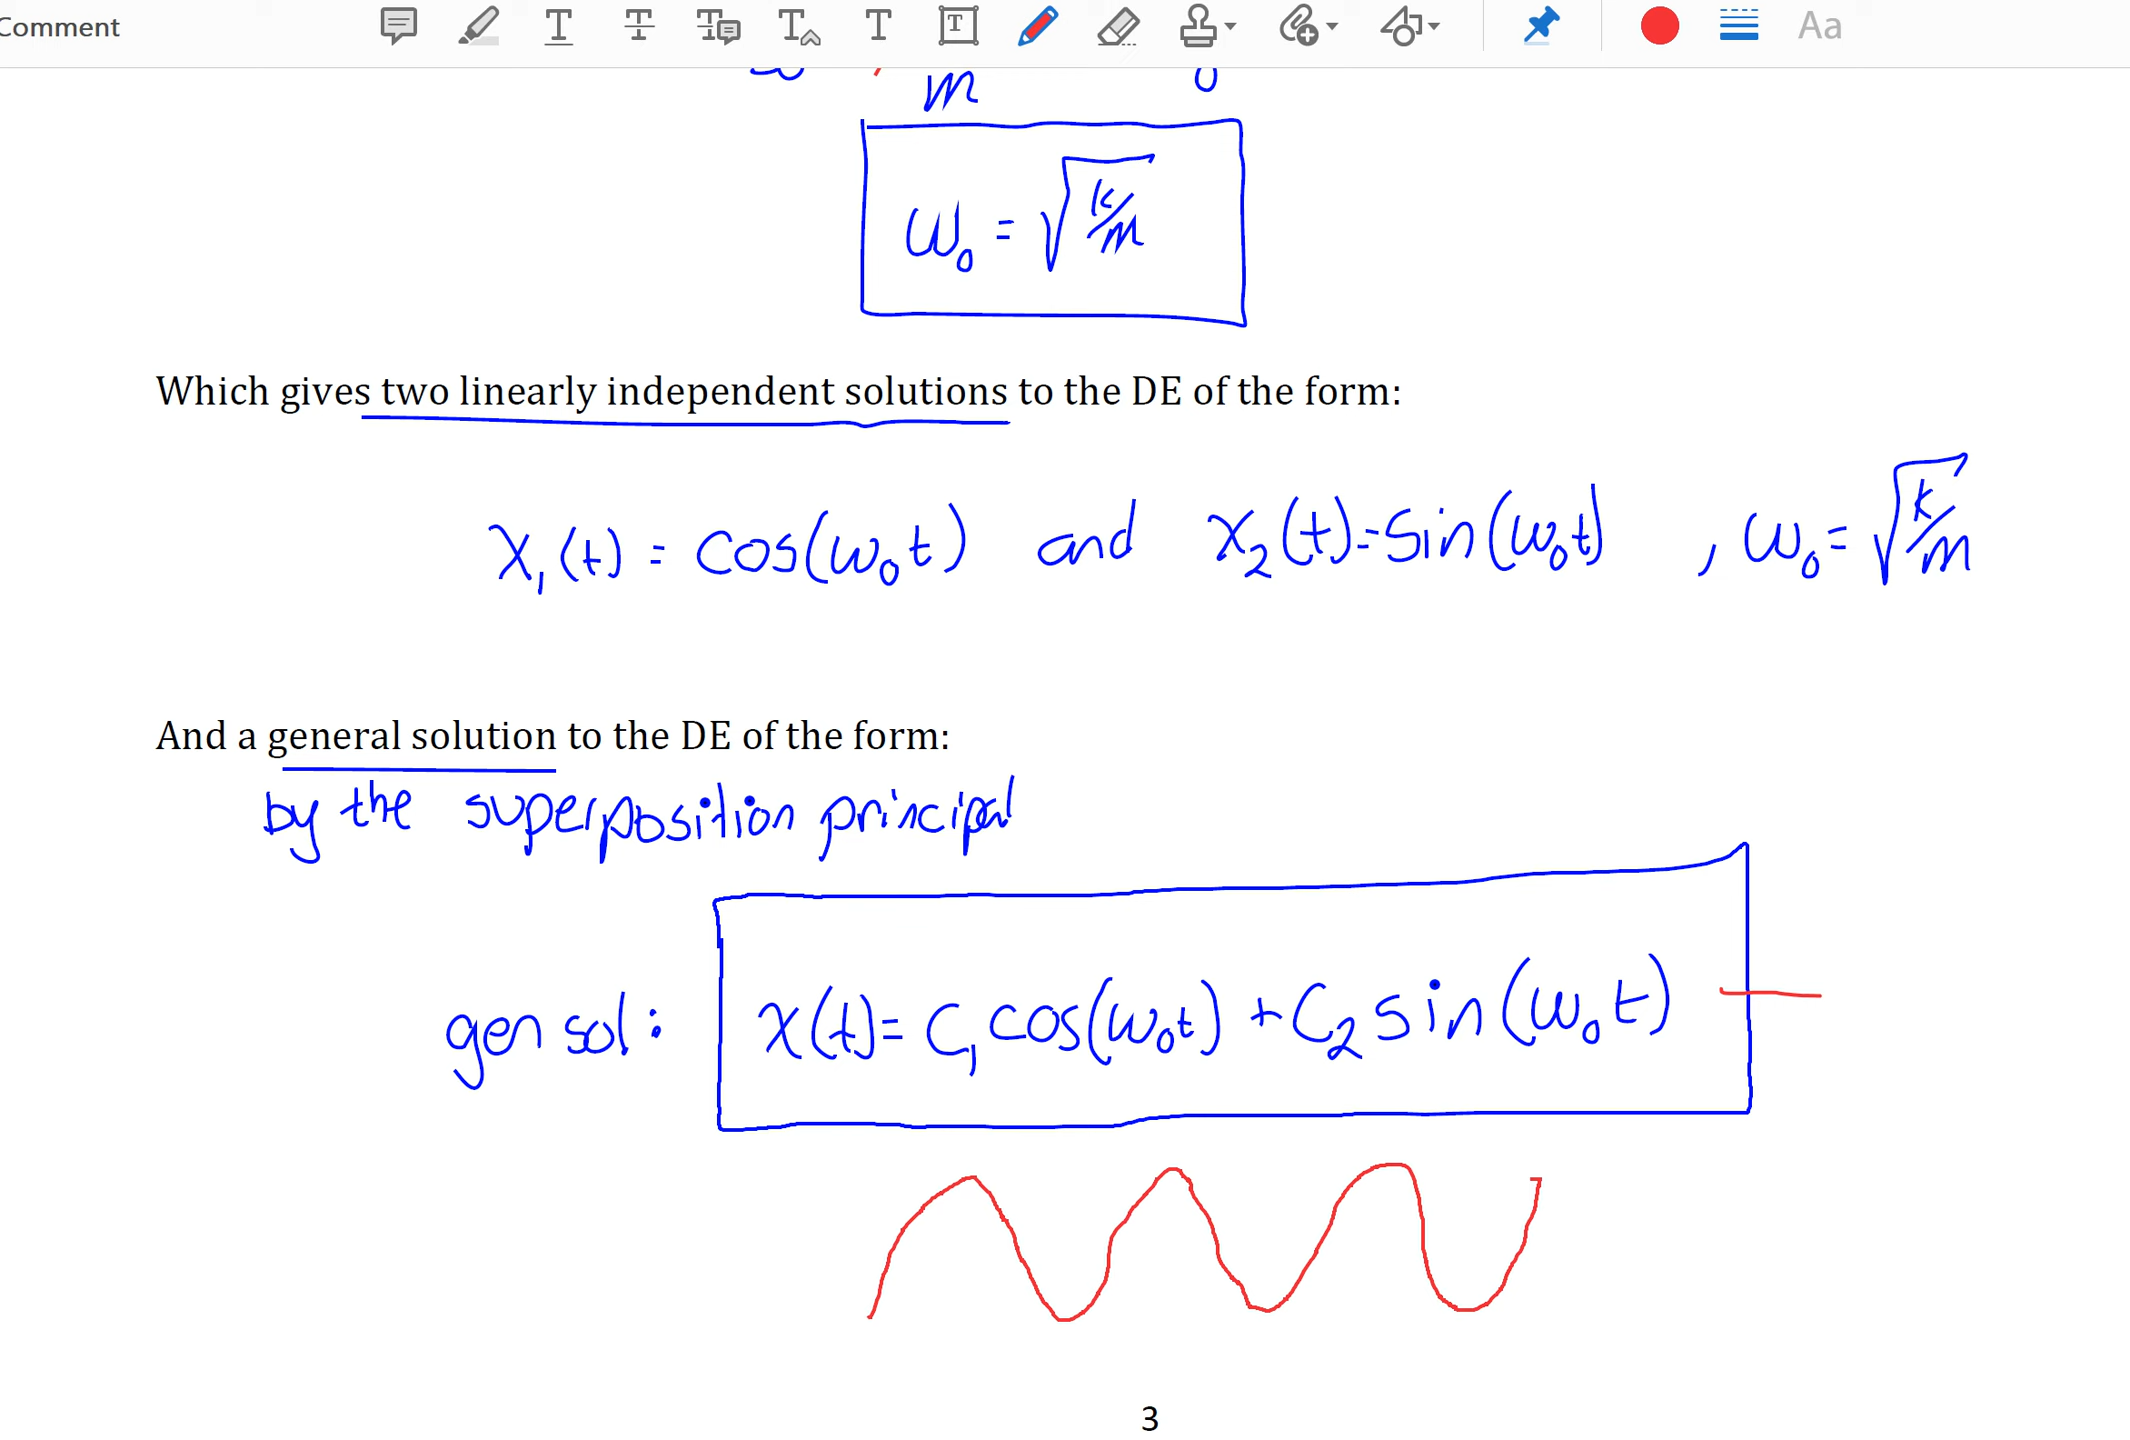 Comment
Aa
m
ω₀ = √k/m
Which gives two linearly independent solutions to the DE of the form:
x₁(t) = cos(ω₀t) and x₂(t)=sin(ω₀t) , ω₀=√k/m
And a general solution to the DE of the form:
by the superposition principal
gen sol: x(t)= C₁cos(ω₀t) +C₂sin(ω₀t)
3